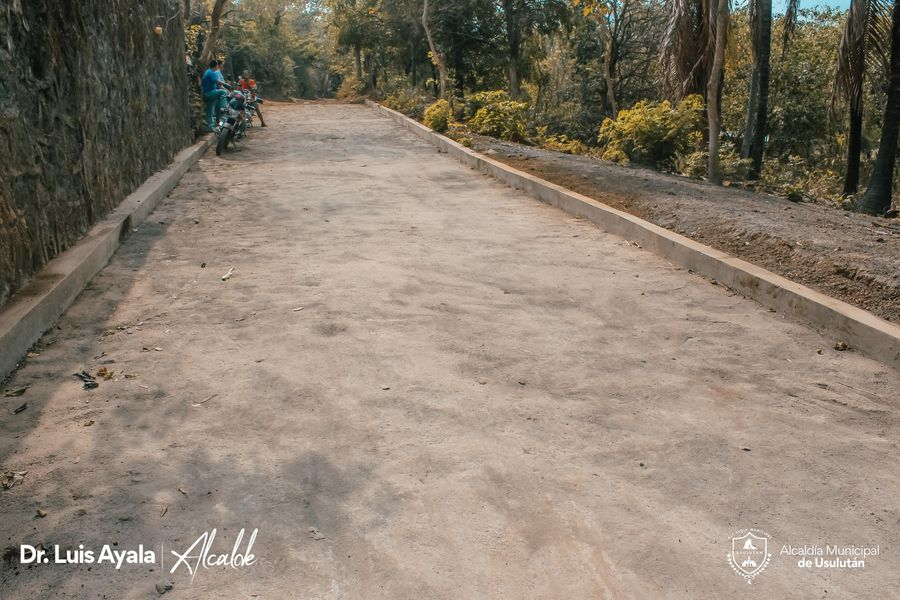 Dr. Luis Ayala | Alcalde
Alcaldía Municipal
de Usulután